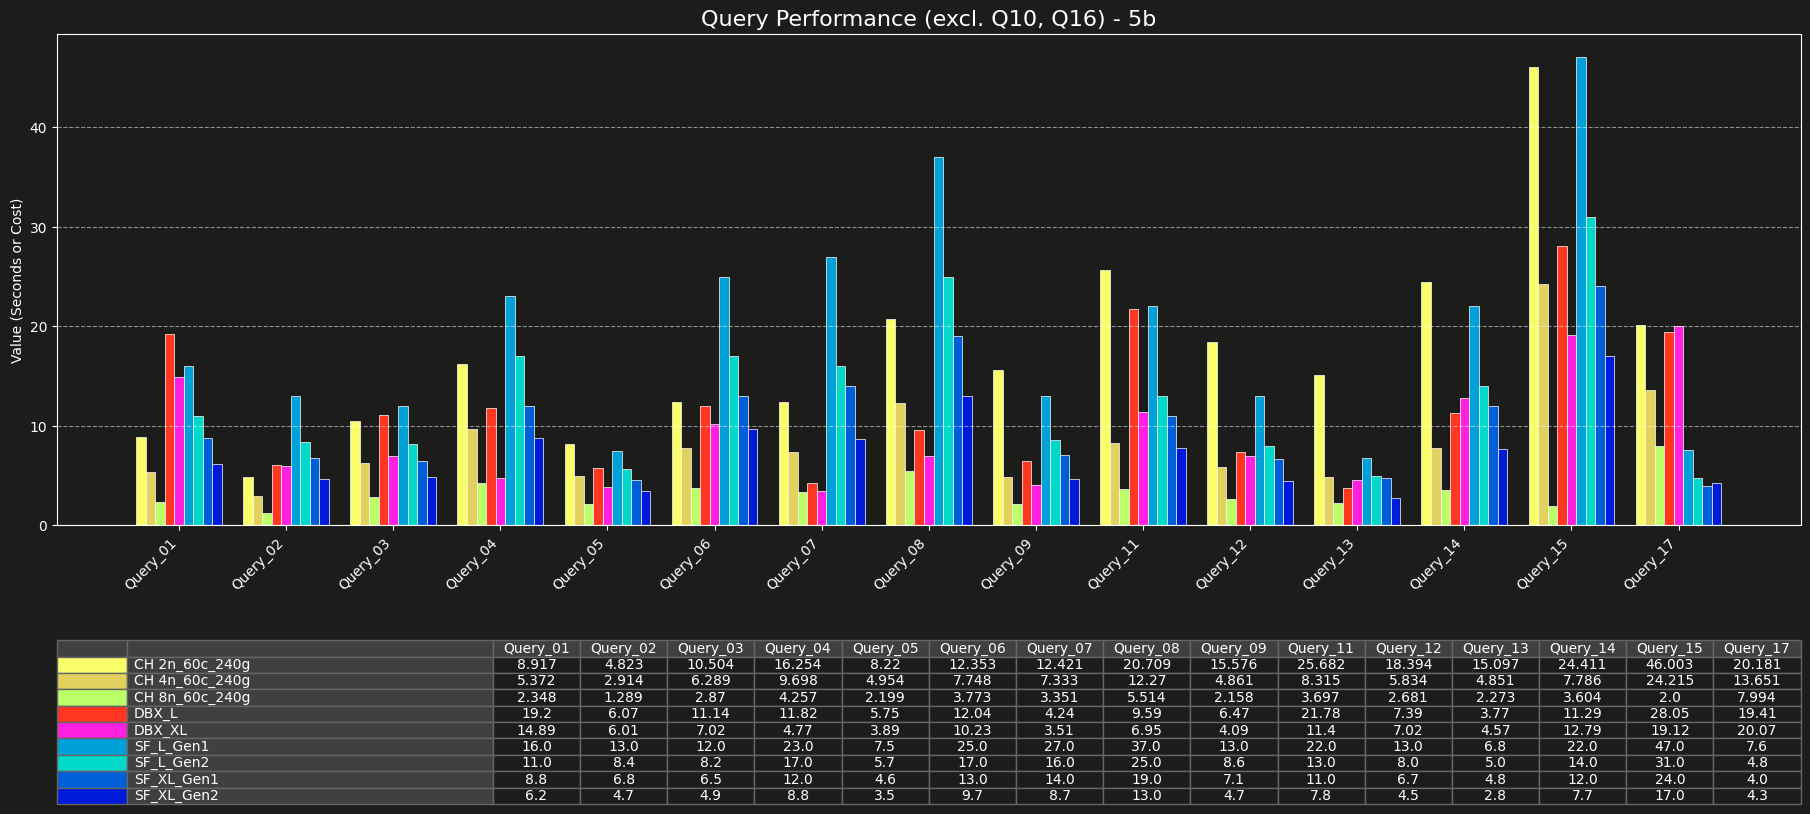 Query Performance (excl. Q10, Q16) - 5b
Value (Seconds or Cost)
40
30
20
10
0
Query_01 Query_02 Query_03 Query_04 Query_05 Query_06 Query_07 Query_08 Query_09 Query_11 Query_12 Query_13 Query_14 Query_15 Query_17
Query_01 Query_02 Query_03 Query_04 Query_05 Query_06 Query_07 Query_08 Query_09 Query_11 Query_12 Query_13 Query_14 Query_15 Query_17
CH 2n_60c_240g 8.917 4.823 10.504 16.254 8.22 12.353 12.421 20.709 15.576 25.682 18.394 15.097 24.411 46.003 20.181
CH 4n_60c_240g 5.372 2.914 6.289 9.698 4.954 7.748 7.333 12.27 4.861 8.315 5.834 4.851 7.786 24.215 13.651
CH 8n_60c_240g 2.348 1.289 2.87 4.257 2.199 3.773 3.351 5.514 2.158 3.697 2.681 2.273 3.604 2.0 7.994
DBX_L 19.2 6.07 11.14 11.82 5.75 12.04 4.24 9.59 6.47 21.78 7.39 3.77 11.29 28.05 19.41
DBX_XL 14.89 6.01 7.02 4.77 3.89 10.23 3.51 6.95 4.09 11.4 7.02 4.57 12.79 19.12 20.07
SF_L_Gen1 16.0 13.0 12.0 23.0 7.5 25.0 27.0 37.0 13.0 22.0 13.0 6.8 22.0 47.0 7.6
SF_L_Gen2 11.0 8.4 8.2 17.0 5.7 17.0 16.0 25.0 8.6 13.0 8.0 5.0 14.0 31.0 4.8
SF_XL_Gen1 8.8 6.8 6.5 12.0 4.6 13.0 14.0 19.0 7.1 11.0 6.7 4.8 12.0 24.0 4.0
SF_XL_Gen2 6.2 4.7 4.9 8.8 3.5 9.7 8.7 13.0 4.7 7.8 4.5 2.8 7.7 17.0 4.3